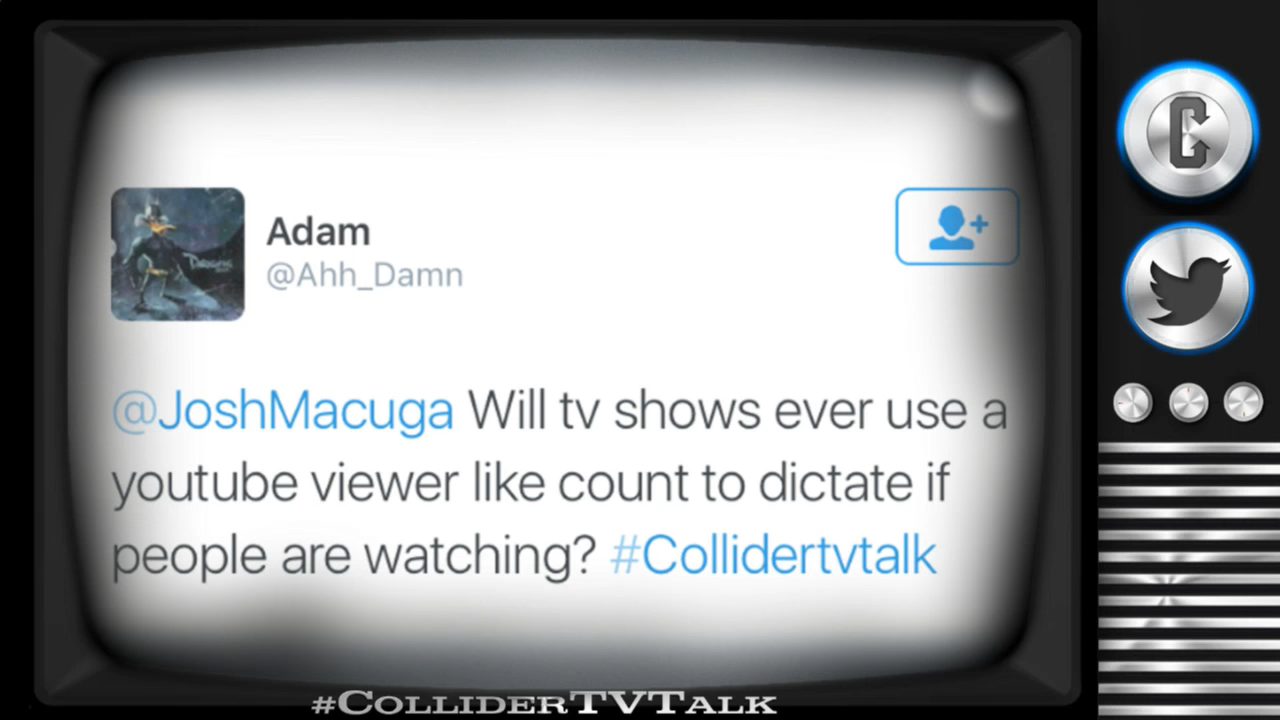 Adam
@Ahh_Damn
@JoshMacuga Will tv shows ever use a
youtube viewer like count to dictate if
people are watching? #Collidertvtalk
#ColliderTVTalk